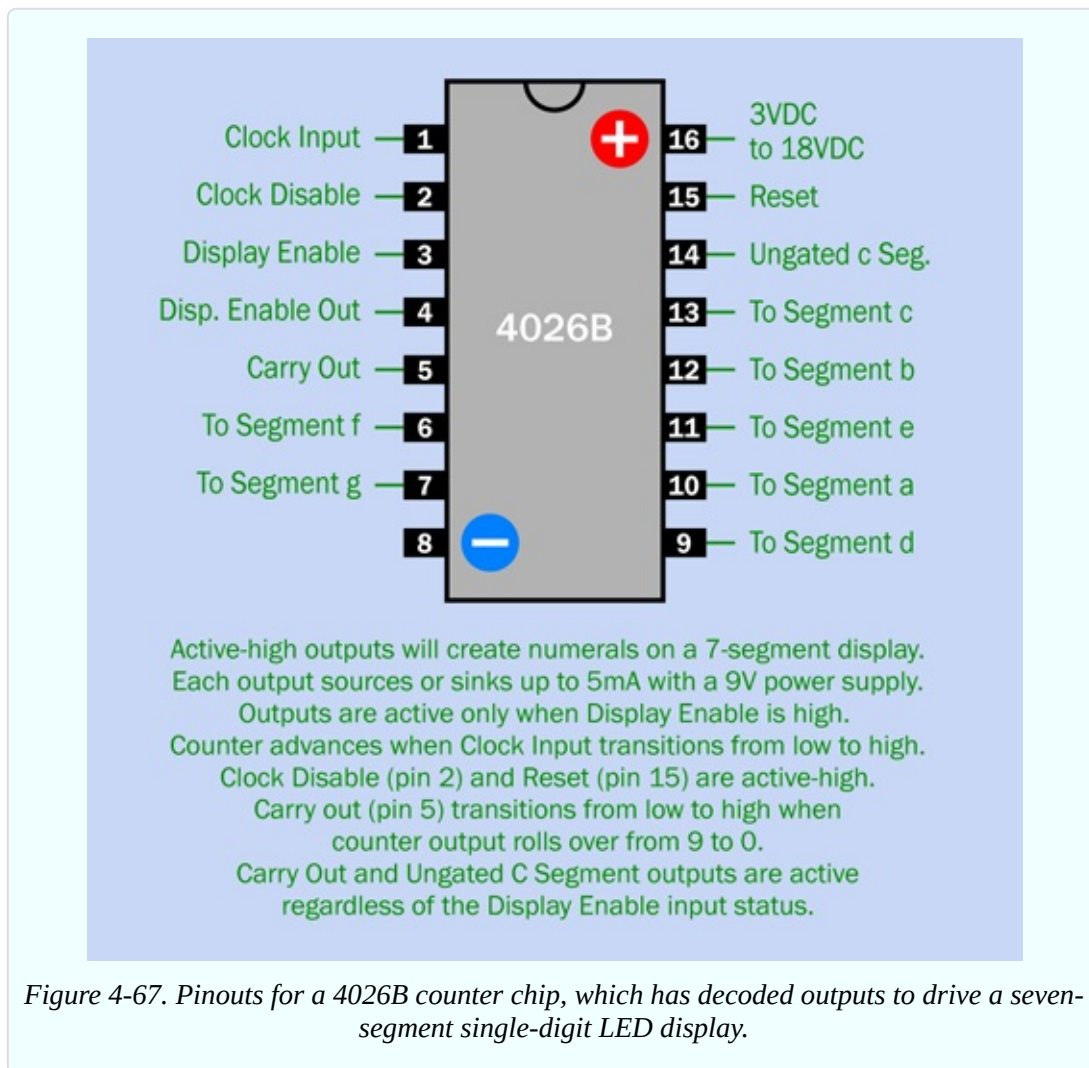 Clock Input 1
Clock Disable 2
Display Enable 3
Disp. Enable Out 4
Carry Out 5
To Segment f 6
To Segment g 7
8
4026B
+
−
16 3VDC
to 18VDC
15 Reset
14 Ungated c Seg.
13 To Segment c
12 To Segment b
11 To Segment e
10 To Segment a
9 To Segment d
Active-high outputs will create numerals on a 7-segment display.
Each output sources or sinks up to 5mA with a 9V power supply.
Outputs are active only when Display Enable is high.
Counter advances when Clock Input transitions from low to high.
Clock Disable (pin 2) and Reset (pin 15) are active-high.
Carry out (pin 5) transitions from low to high when
counter output rolls over from 9 to 0.
Carry Out and Ungated C Segment outputs are active
regardless of the Display Enable input status.
Figure 4-67. Pinouts for a 4026B counter chip, which has decoded outputs to drive a seven-
segment single-digit LED display.